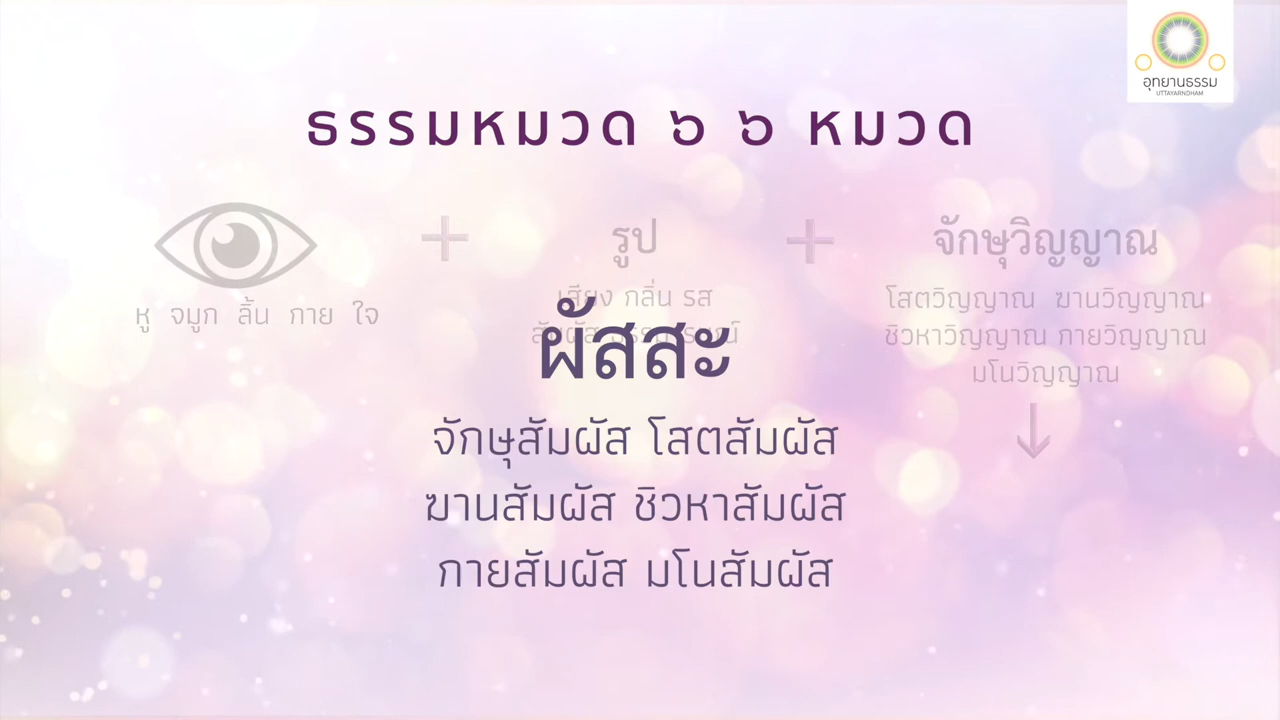 อุทยานธรรม
UTTAYARNDHAM
ธรรมหมวด ๖ ๖ หมวด
+ รูป + จักษุวิญญาณ
หู จมูก ลิ้น กาย ใจ
เสียง กลิ่น รส
โสตวิญญาณ ฆานวิญญาณ
ชิวหาวิญญาณ กายวิญญาณ
มโนวิญญาณ
ผัสสะ
จักษุสัมผัส โสตสัมผัส
ฆานสัมผัส ชิวหาสัมผัส
กายสัมผัส มโนสัมผัส